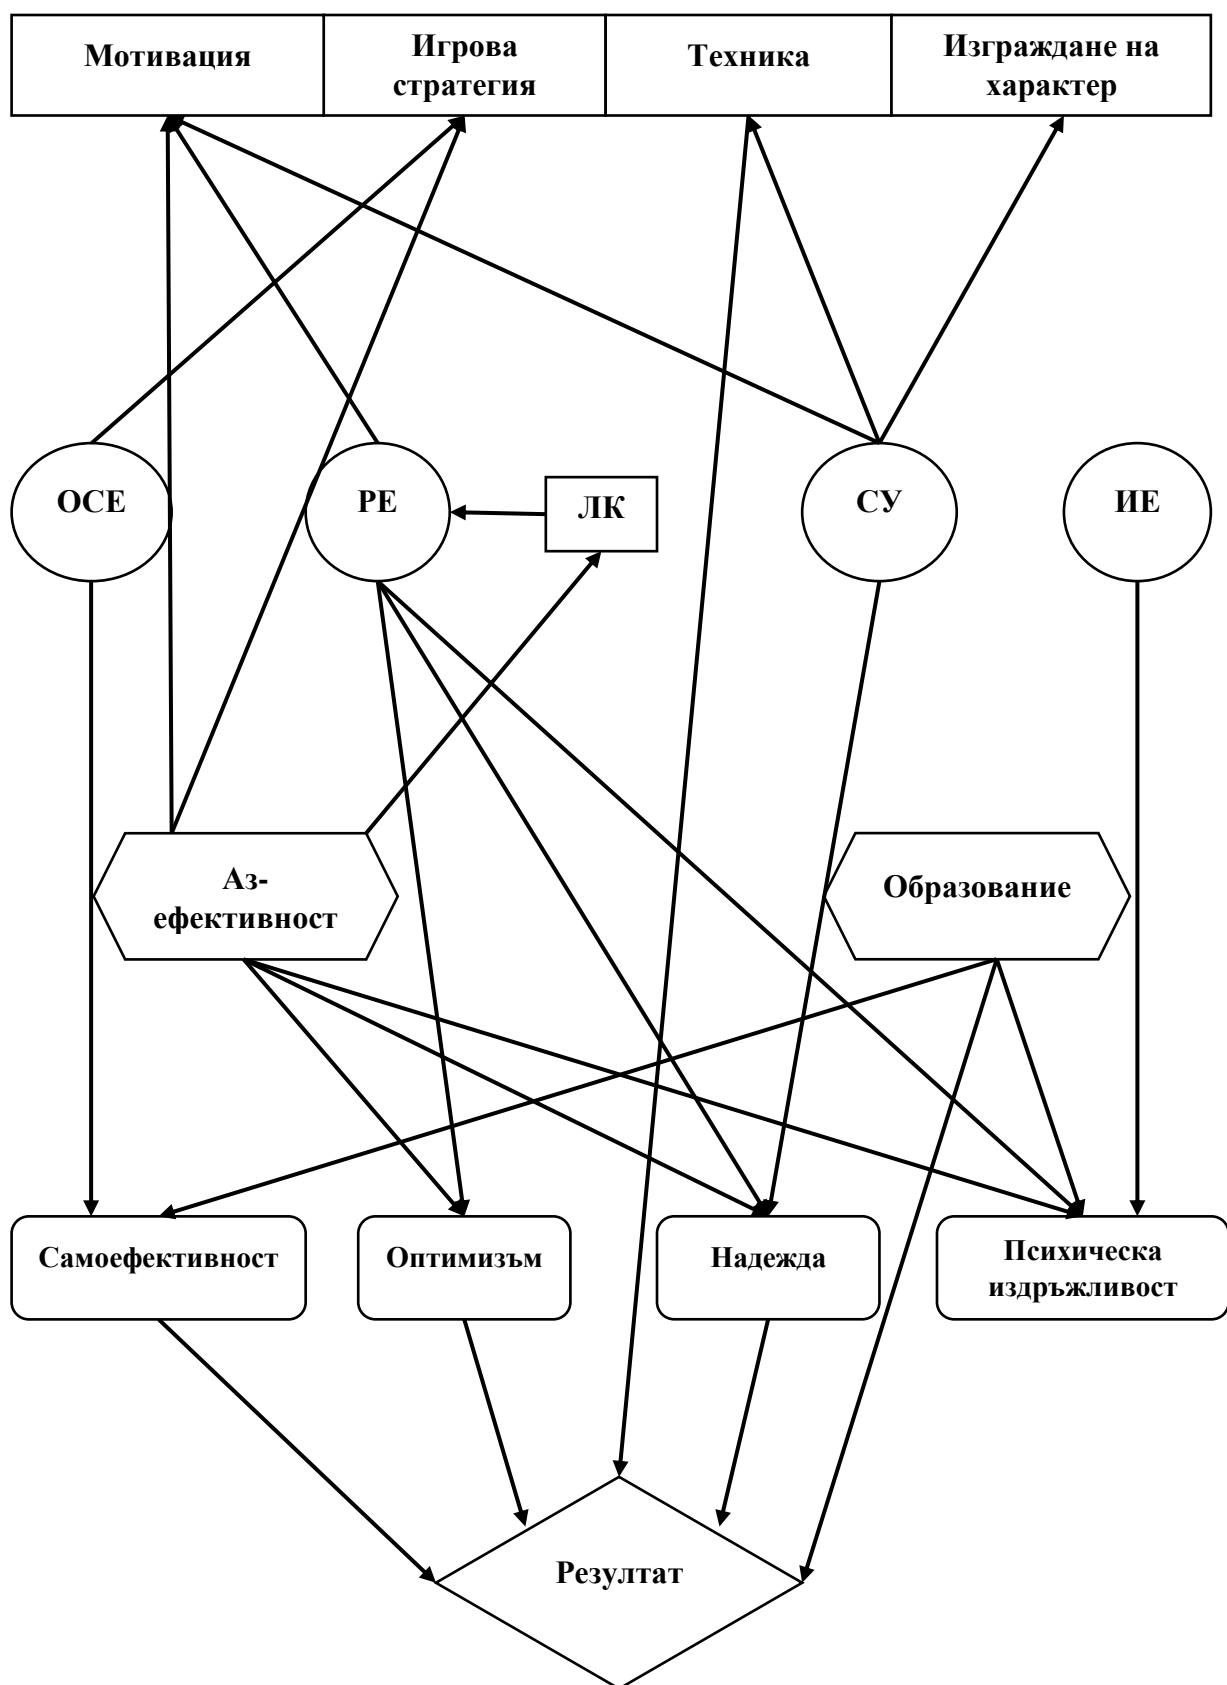 Мотивация
Игрова
стратегия
Техника
Изграждане на
характер
ОСЕ
РЕ
ЛК
СУ
ИЕ
Аз-
ефективност
Образование
Самоефективност
Оптимизъм
Надежда
Психическа
издръжливост
Резултат